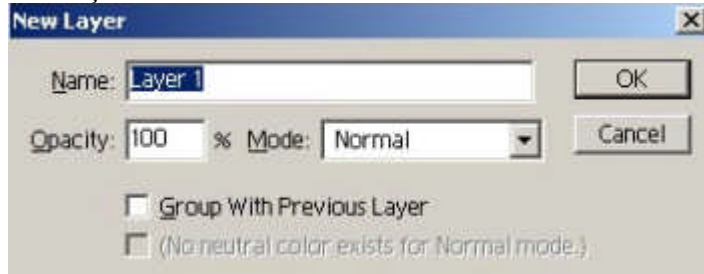 New Layer
Name: Layer 1
OK
Opacity: 100 % Mode: Normal
Cancel
Group With Previous Layer
(No neutral color exists for Normal mode.)